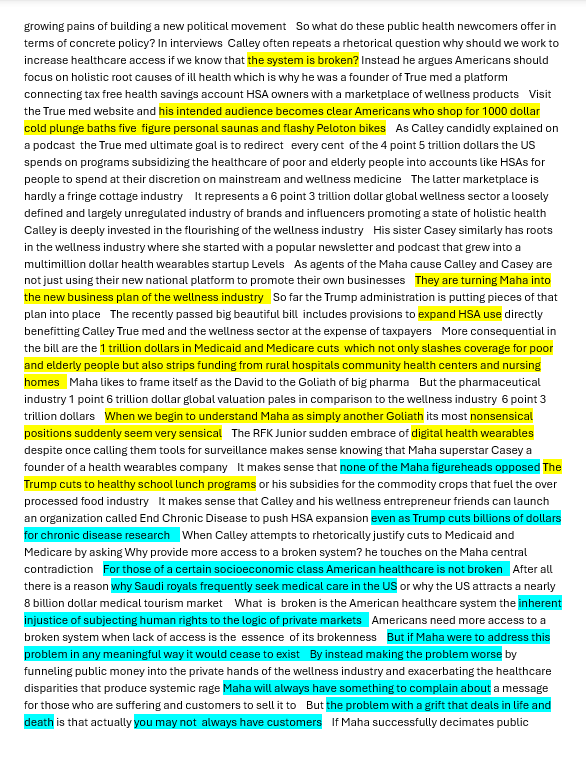 growing pains of building a new political movement   So what do these public health newcomers offer in
terms of concrete policy? In interviews  Calley often repeats a rhetorical question why should we work to
increase healthcare access if we know that the system is broken? Instead he argues Americans should
focus on holistic root causes of ill health which is why he was a founder of True med a platform
connecting tax free health savings account HSA owners with a marketplace of wellness products   Visit
the True med website and his intended audience becomes clear Americans who shop for 1000 dollar
cold plunge baths five  figure personal saunas and flashy Peloton bikes   As Calley candidly explained on
a podcast  the True med ultimate goal is to redirect   every cent  of the 4 point 5 trillion dollars the US
spends on programs subsidizing the healthcare of poor and elderly people into accounts like HSAs for
people to spend at their discretion on mainstream and wellness medicine   The latter marketplace is
hardly a fringe cottage industry    It represents a 6 point 3 trillion dollar global wellness sector a loosely
defined and largely unregulated industry of brands and influencers promoting a state of holistic health
Calley is deeply invested in the flourishing of the wellness industry   His sister Casey similarly has roots
in the wellness industry where she started with a popular newsletter and podcast that grew into a
multimillion dollar health wearables startup Levels   As agents of the Maha cause Calley and Casey are
not just using their new national platform to promote their own businesses   They are turning Maha into
the new business plan of the wellness industry   So far the Trump administration is putting pieces of that
plan into place   The recently passed big beautiful bill  includes provisions to expand HSA use directly
benefitting Calley True med and the wellness sector at the expense of taxpayers   More consequential in
the bill are the 1 trillion dollars in Medicaid and Medicare cuts  which not only slashes coverage for poor
and elderly people but also strips funding from rural hospitals community health centers and nursing
homes   Maha likes to frame itself as the David to the Goliath of big pharma   But the pharmaceutical
industry 1 point 6 trillion dollar global valuation pales in comparison to the wellness industry  6 point 3
trillion dollars   When we begin to understand Maha as simply another Goliath its most  nonsensical
positions suddenly seem very sensical   The RFK Junior sudden embrace of digital health wearables
despite once calling them tools for surveillance makes sense knowing that Maha superstar Casey a
founder of a health wearables company   It makes sense that none of the Maha figureheads opposed The
Trump cuts to healthy school lunch programs or his subsidies for the commodity crops that fuel the over
processed food industry   It makes sense that Calley and his wellness entrepreneur friends can launch
an organization called End Chronic Disease to push HSA expansion even as Trump cuts billions of dollars
for chronic disease research   When Calley attempts to rhetorically justify cuts to Medicaid and
Medicare by asking Why provide more access to a broken system? he touches on the Maha central
contradiction   For those of a certain socioeconomic class American healthcare is not broken   After all
there is a reason why Saudi royals frequently seek medical care in the US or why the US attracts a nearly
8 billion dollar medical tourism market    What  is  broken is the American healthcare system the inherent
injustice of subjecting human rights to the logic of private markets   Americans need more access to a
broken system when lack of access is the  essence  of its brokenness   But if Maha were to address this
problem in any meaningful way it would cease to exist   By instead making the problem worse by
funneling public money into the private hands of the wellness industry and exacerbating the healthcare
disparities that produce systemic rage Maha will always have something to complain about a message
for those who are suffering and customers to sell it to   But the problem with a grift that deals in life and
death is that actually you may not  always have customers   If Maha successfully decimates public